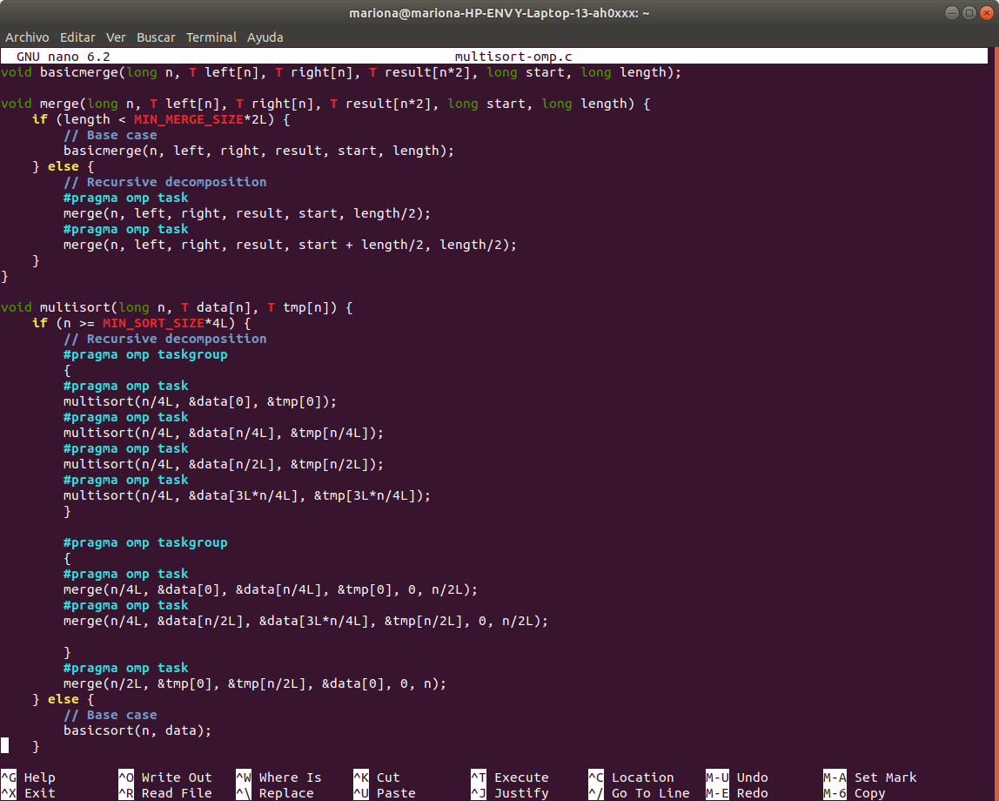 mariona@mariona-HP-ENVY-Laptop-13-ah0xxx: ~
Archivo Editar Ver Buscar Terminal Ayuda
GNU nano 6.2 multisort-omp.c
void basicmerge(long n, T left[n], T right[n], T result[n*2], long start, long length);
void merge(long n, T left[n], T right[n], T result[n*2], long start, long length) {
if (length < MIN_MERGE_SIZE*2L) {
// Base case
basicmerge(n, left, right, result, start, length);
} else {
// Recursive decomposition
#pragma omp task
merge(n, left, right, result, start, length/2);
#pragma omp task
merge(n, left, right, result, start + length/2, length/2);
}
}
void multisort(long n, T data[n], T tmp[n]) {
if (n >= MIN_SORT_SIZE*4L) {
// Recursive decomposition
#pragma omp taskgroup
{
#pragma omp task
multisort(n/4L, &data[0], &tmp[0]);
#pragma omp task
multisort(n/4L, &data[n/4L], &tmp[n/4L]);
#pragma omp task
multisort(n/4L, &data[n/2L], &tmp[n/2L]);
#pragma omp task
multisort(n/4L, &data[3L*n/4L], &tmp[3L*n/4L]);
}
#pragma omp taskgroup
{
#pragma omp task
merge(n/4L, &data[0], &data[n/4L], &tmp[0], 0, n/2L);
#pragma omp task
merge(n/4L, &data[n/2L], &data[3L*n/4L], &tmp[n/2L], 0, n/2L);
}
#pragma omp task
merge(n/2L, &tmp[0], &tmp[n/2L], &data[0], 0, n);
} else {
// Base case
basicsort(n, data);
}
^G Help ^O Write Out ^W Where Is ^K Cut ^T Execute ^C Location M-U Undo M-A Set Mark
^X Exit ^R Read File ^\ Replace ^U Paste ^J Justify ^/ Go To Line M-E Redo M-6 Copy